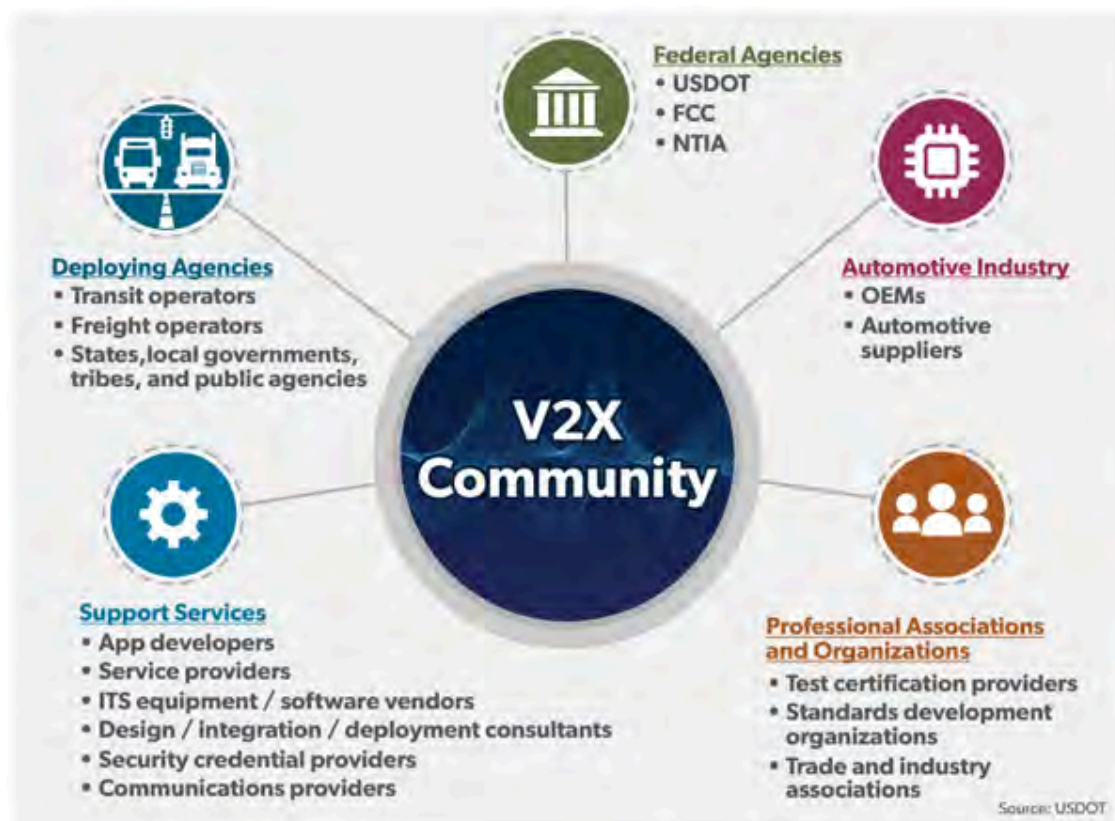 Federal Agencies
• USDOT
• FCC
• NTIA
Deploying Agencies
• Transit operators
• Freight operators
• States,local governments,
tribes, and public agencies
Automotive Industry
• OEMs
• Automotive
suppliers
V2X
Community
Support Services
• App developers
• Service providers
• ITS equipment / software vendors
• Design / integration / deployment consultants
• Security credential providers
• Communications providers
Professional Associations
and Organizations
• Test certification providers
• Standards development
organizations
• Trade and industry
associations
Source: USDOT